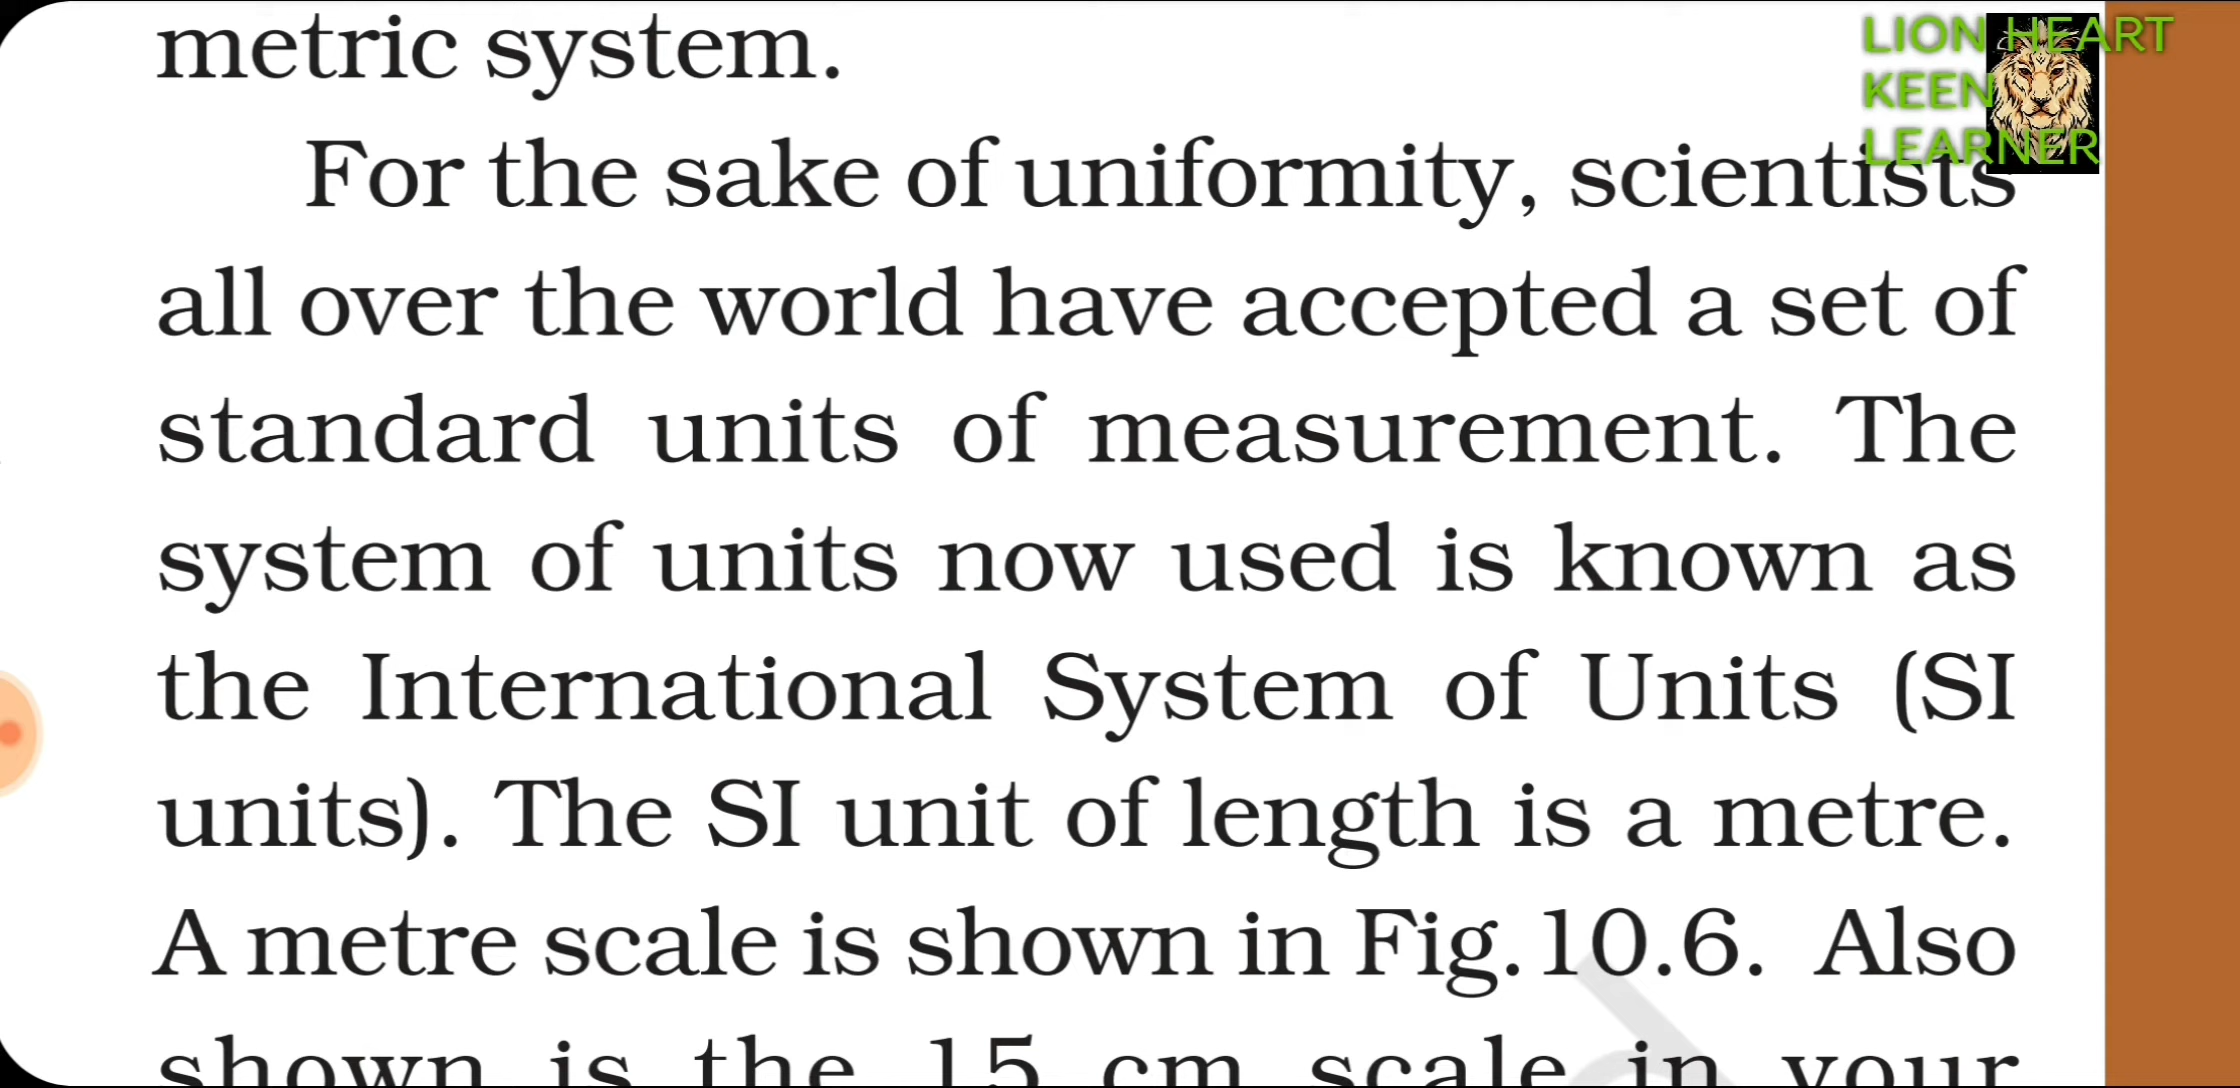 metric system.
LION HEART
KEEN
LEARNER
For the sake of uniformity, scientists
all over the world have accepted a set of
standard units of measurement. The
system of units now used is known as
the International System of Units (SI
units). The SI unit of length is a metre.
A metre scale is shown in Fig.10.6. Also
shown is the 15 cm scale in your